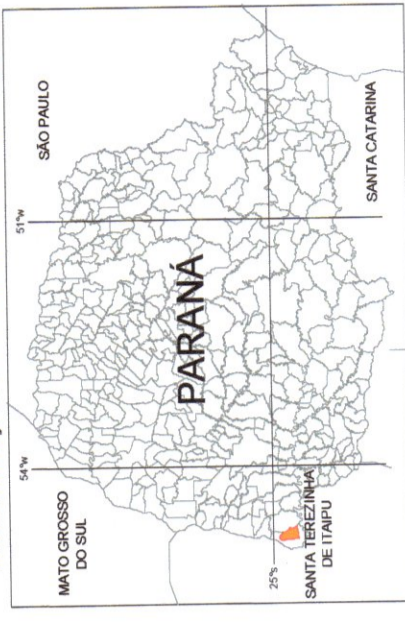 SÃO PAULO
51°W
54°W
MATO GROSSO
DO SUL
PARANÁ
25°S
SANTA TEREZINHA
DE ITAIPU
SANTA CATARINA